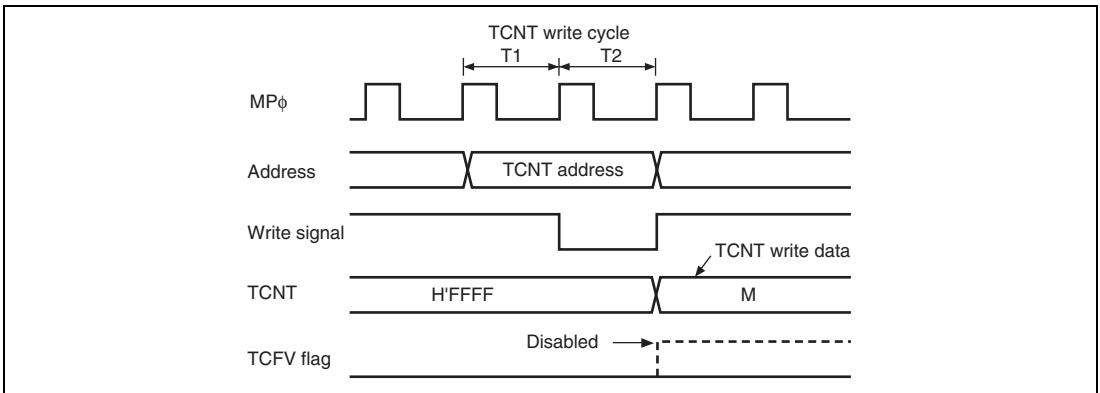 TCNT write cycle
T1 T2
MPϕ
Address TCNT address
Write signal
TCNT write data
TCNT H'FFFF M
Disabled
TCFV flag